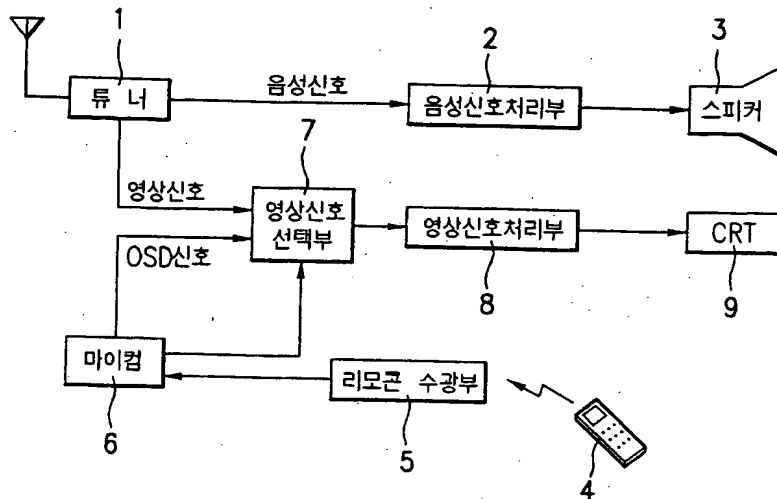 1
튜 너
음성신호
2
음성신호처리부
3
스피커
영상신호
7
영상신호
선택부
영상신호처리부
8
CRT
9
OSD신호
마이컴
6
리모콘 수광부
5
4